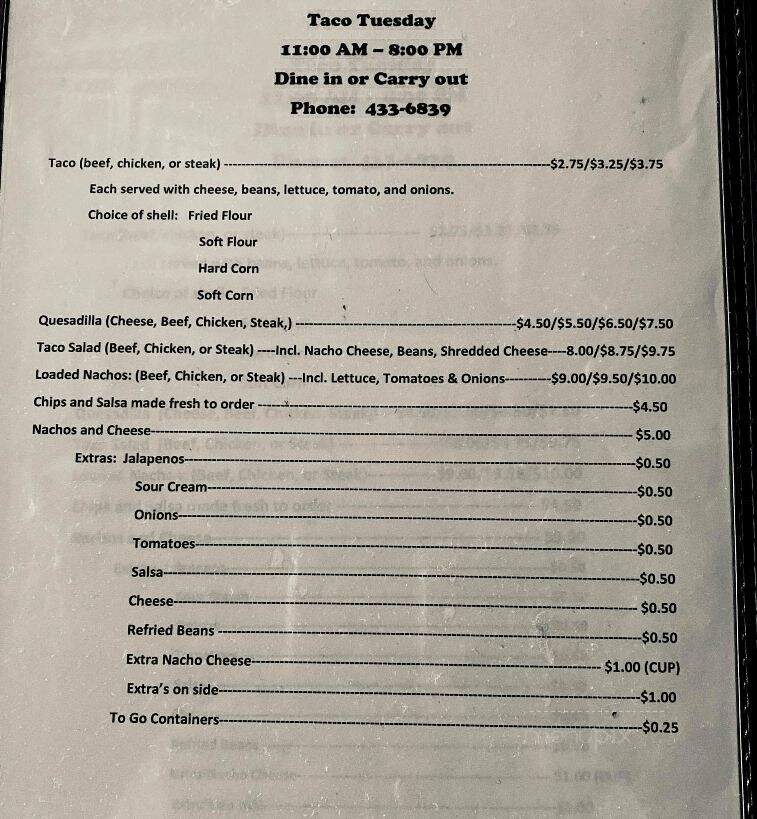 Taco Tuesday
11:00 AM – 8:00 PM
Dine in or Carry out
Phone: 433-6839
Taco (beef, chicken, or steak) ---$2.75/$3.25/$3.75
Each served with cheese, beans, lettuce, tomato, and onions.
Choice of shell: Fried Flour
Soft Flour
Hard Corn
Soft Corn
Quesadilla (Cheese, Beef, Chicken, Steak,) ---$4.50/$5.50/$6.50/$7.50
Taco Salad (Beef, Chicken, or Steak) ----Incl. Nacho Cheese, Beans, Shredded Cheese----8.00/$8.75/$9.75
Loaded Nachos: (Beef, Chicken, or Steak) ---Incl. Lettuce, Tomatoes & Onions----------$9.00/$9.50/$10.00
Chips and Salsa made fresh to order ---$4.50
Nachos and Cheese--- $5.00
Extras: Jalapenos---$0.50
Sour Cream---$0.50
Onions---$0.50
Tomatoes---$0.50
Salsa---$0.50
Cheese--- $0.50
Refried Beans ---$0.50
Extra Nacho Cheese--- $1.00 (CUP)
Extra's on side---$1.00
To Go Containers---$0.25